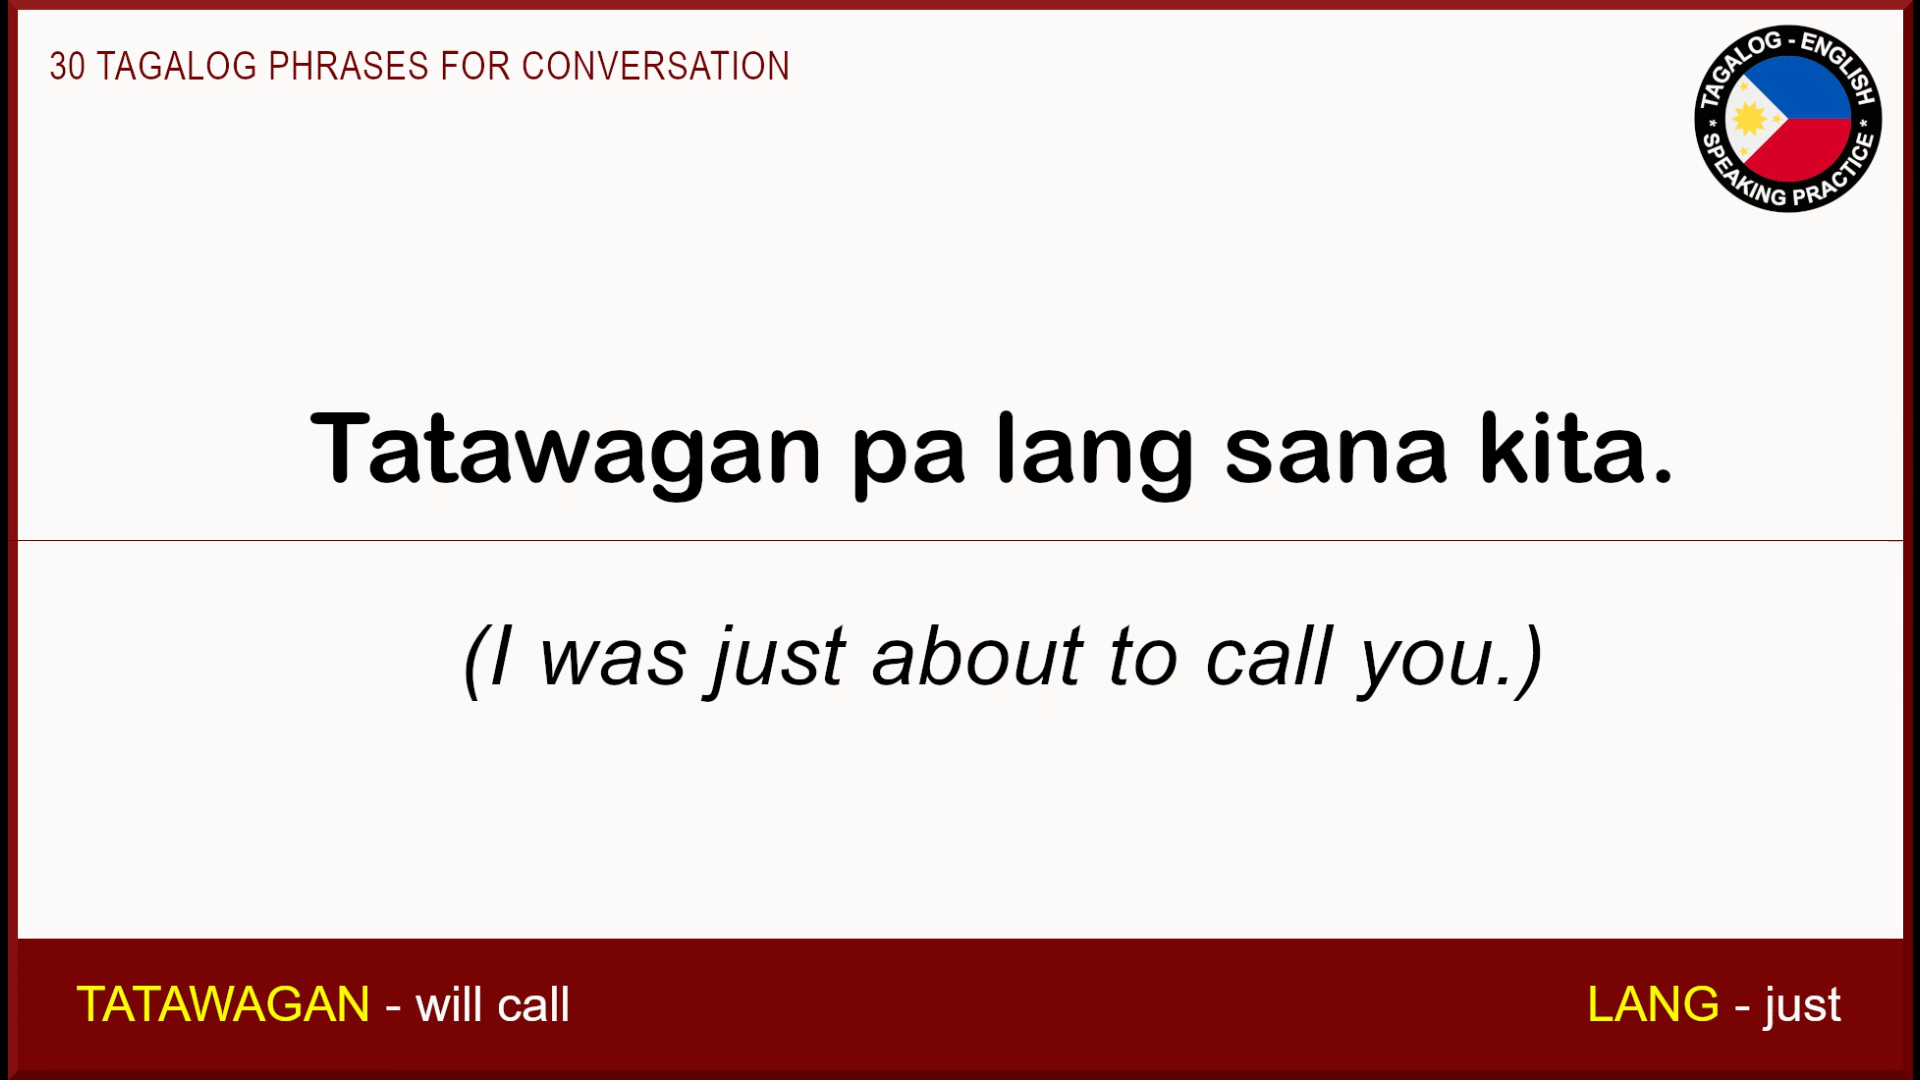 30 TAGALOG PHRASES FOR CONVERSATION
TAGALOG - ENGLISH
* SPEAKING PRACTICE *
Tatawagan pa lang sana kita.
(I was just about to call you.)
TATAWAGAN - will call
LANG - just